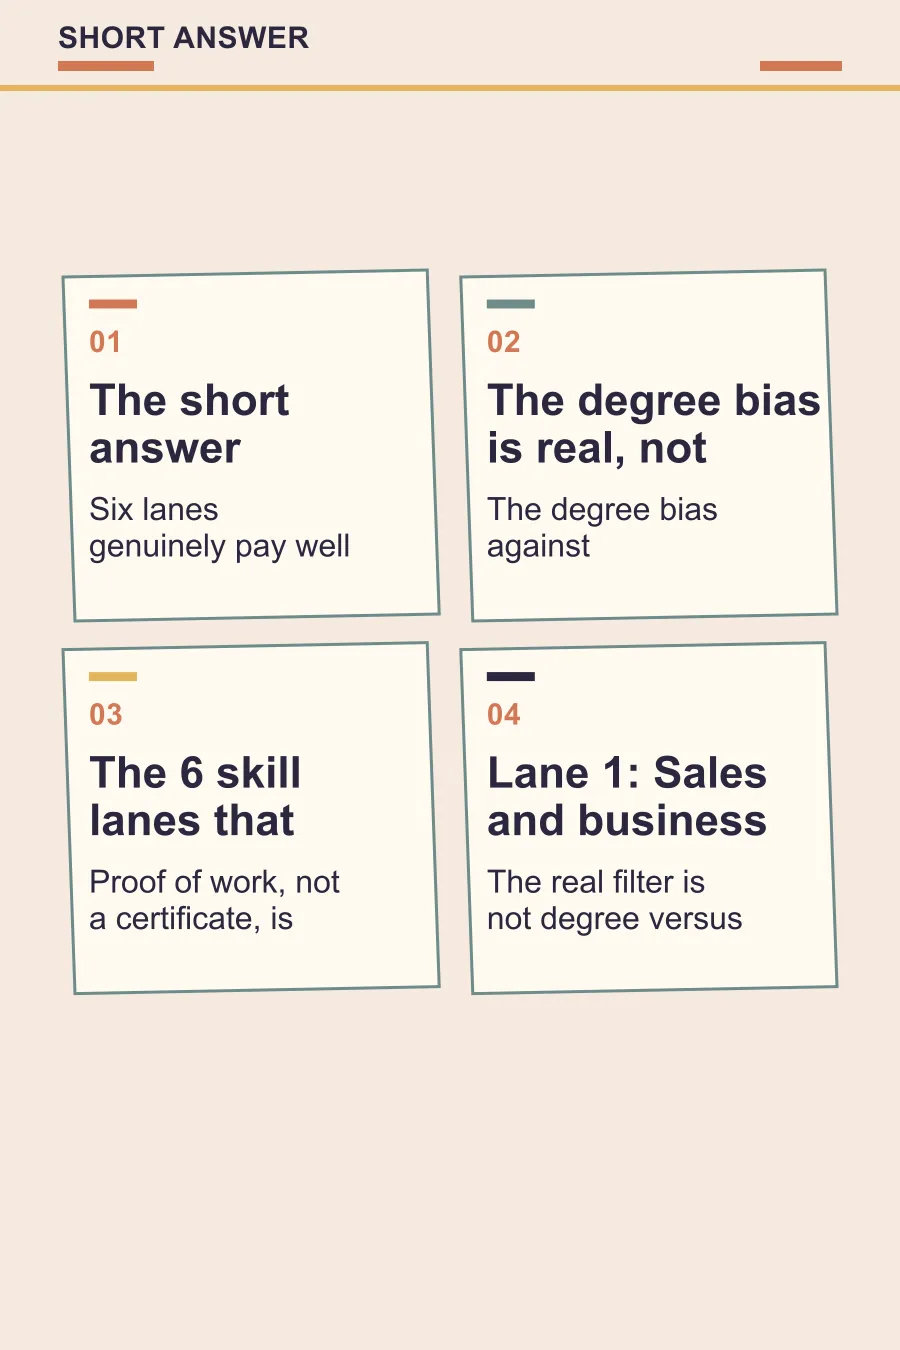 SHORT ANSWER
01
The short
answer
Six lanes
genuinely pay well
02
The degree bias
is real, not
The degree bias
against
03
The 6 skill
lanes that
Proof of work, not
a certificate, is
04
Lane 1: Sales
and business
The real filter is
not degree versus